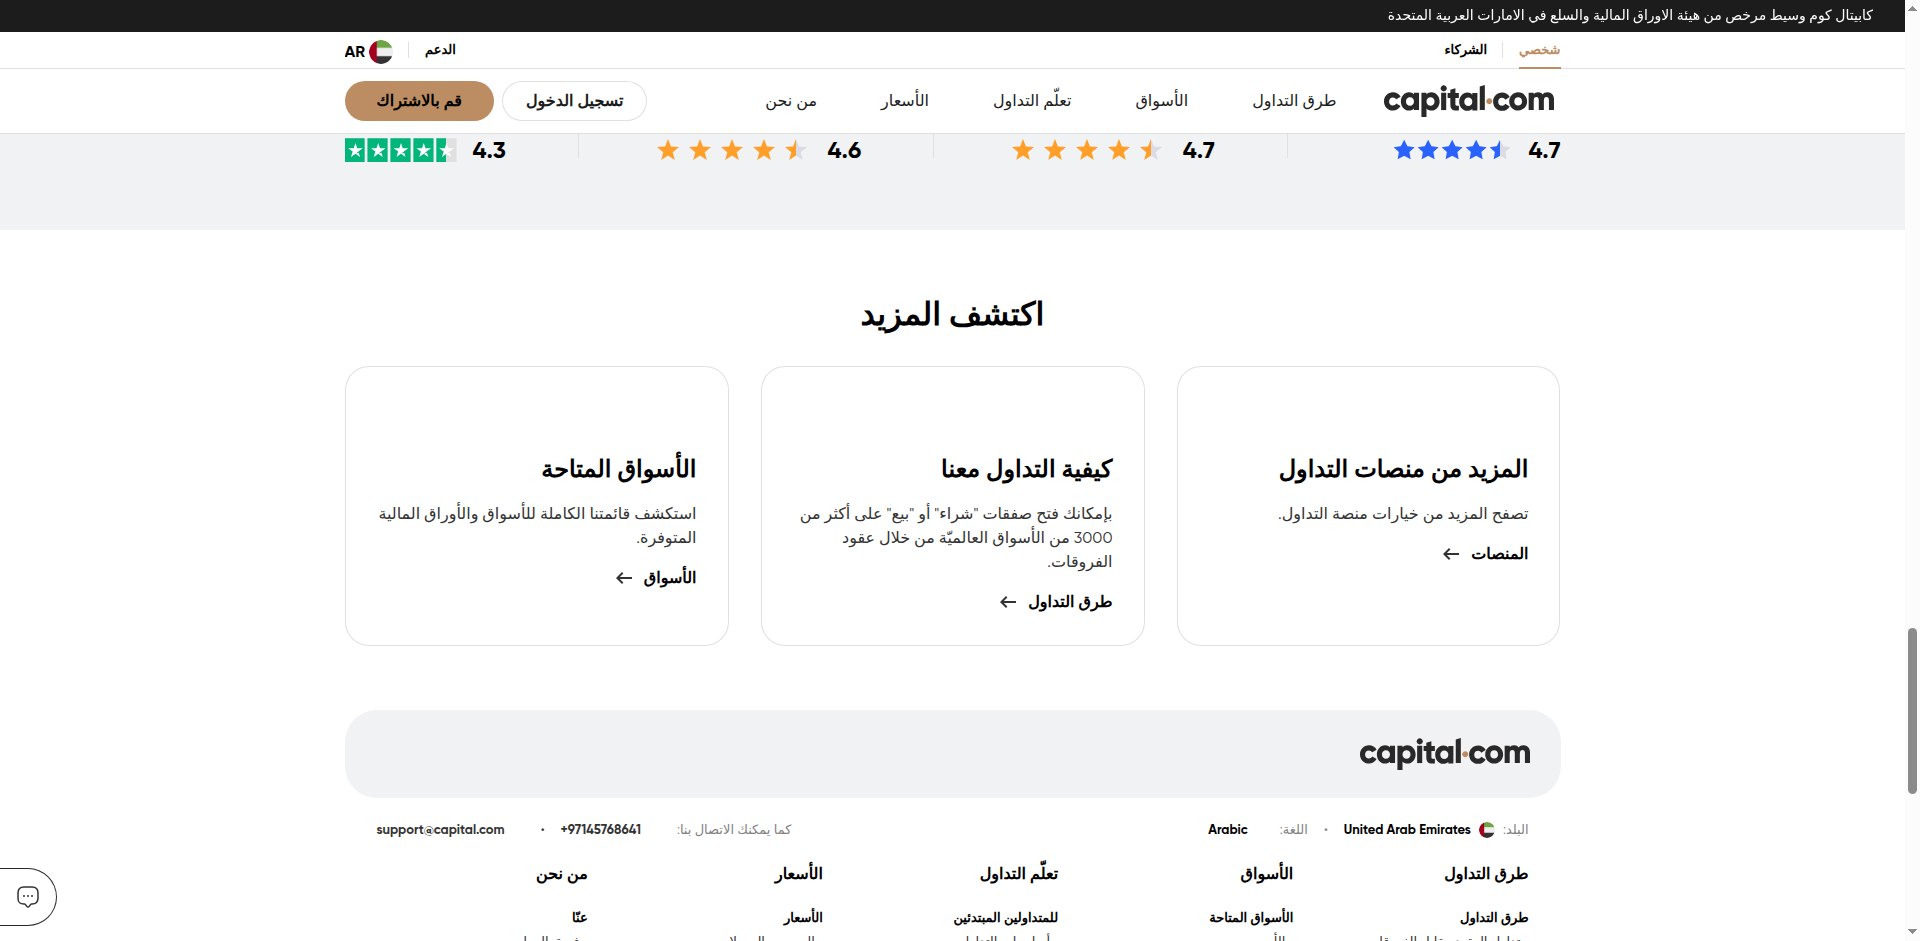 كابيتال كوم وسيط مرخص من هيئة الاوراق المالية والسلع في الامارات العربية المتحدة
شخصي
الشركاء
الدعم
AR
capital.com
طرق التداول
الأسواق
تعلّم التداول
الأسعار
من نحن
تسجيل الدخول
قم بالاشتراك
4.7
4.7
4.6
4.3
اكتشف المزيد
المزيد من منصات التداول
تصفح المزيد من خيارات منصة التداول.
المنصات
كيفية التداول معنا
بإمكانك فتح صفقات "شراء" أو "بيع" على أكثر من
3000 من الأسواق العالميّة من خلال عقود
الفروقات.
طرق التداول
الأسواق المتاحة
استكشف قائمتنا الكاملة للأسواق والأوراق المالية
المتوفرة.
الأسواق
capital.com
البلد: United Arab Emirates • اللغة: Arabic
كما يمكنك الاتصال بنا: +97145768641 • support@capital.com
طرق التداول
الأسواق
تعلّم التداول
الأسعار
من نحن
طرق التداول
الأسواق المتاحة
للمتداولين المبتدئين
الأسعار
عنّا